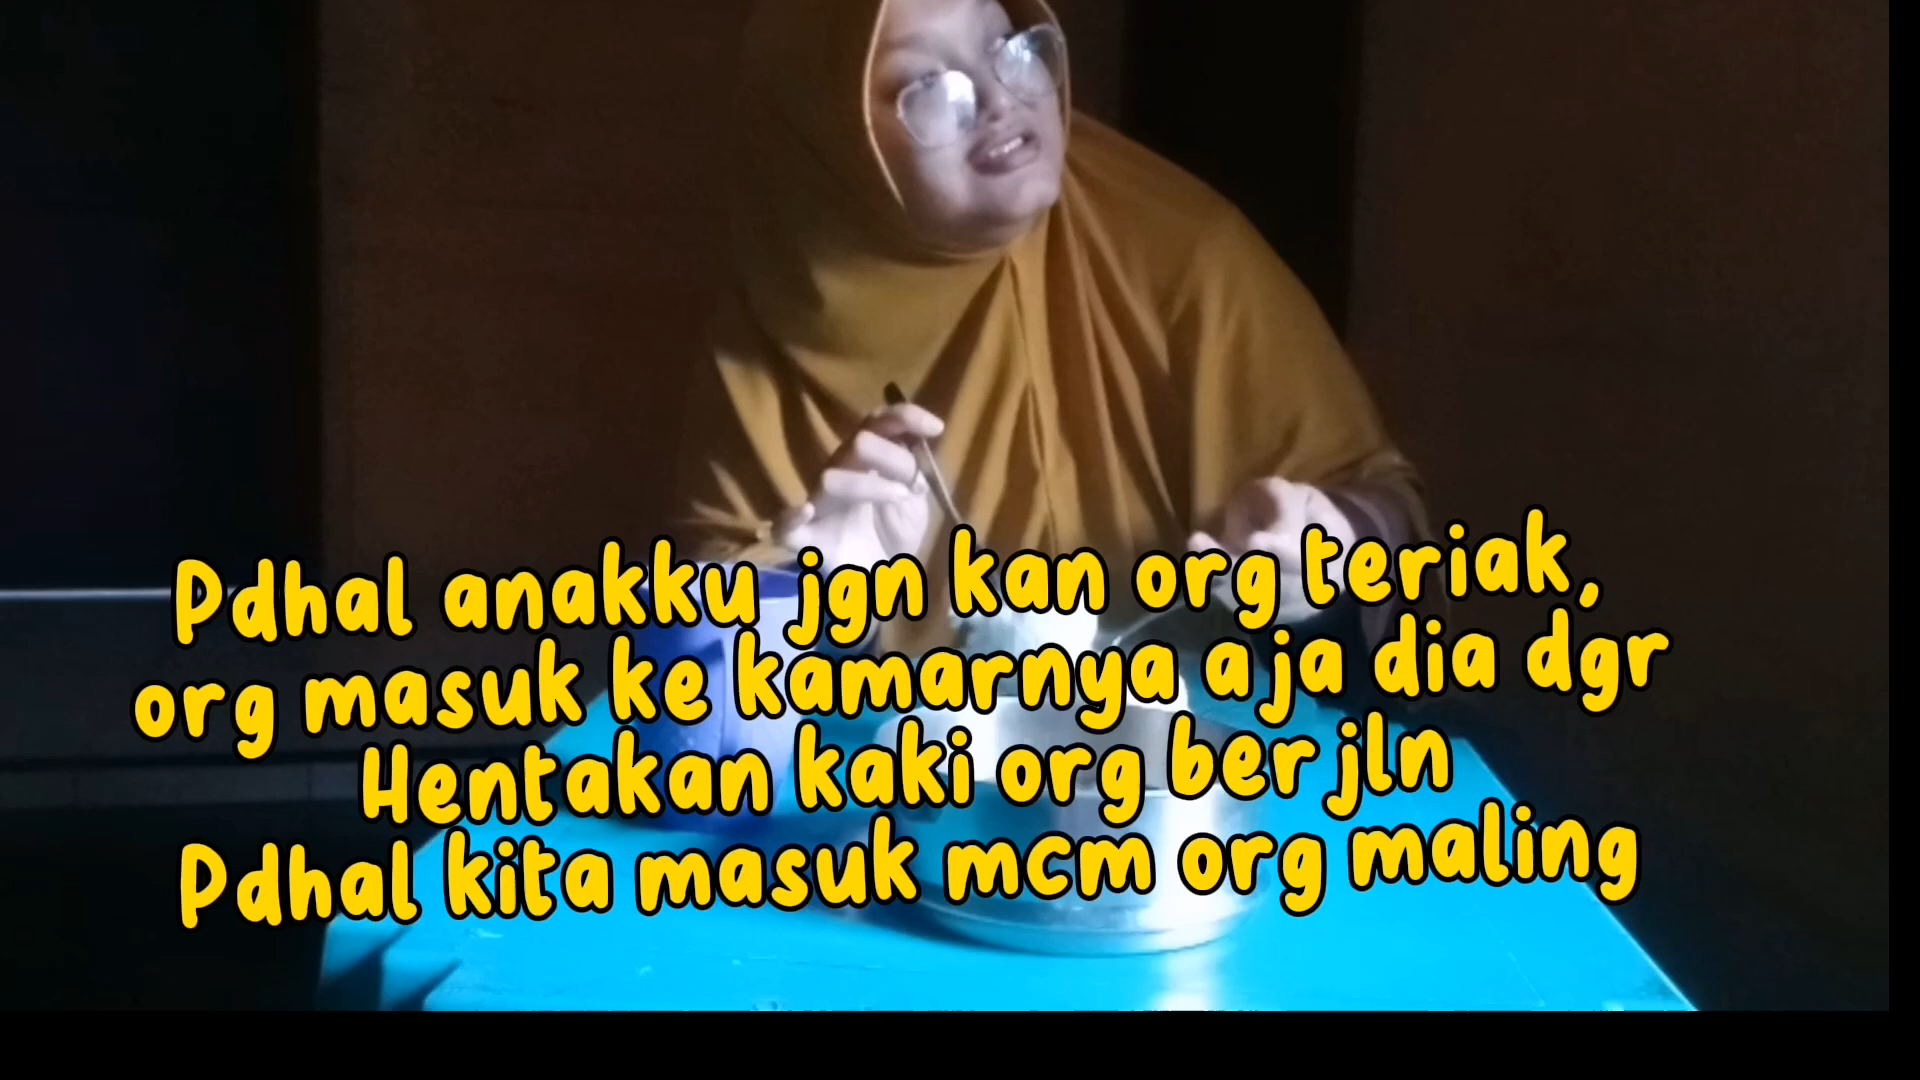 Pdhal anakku jgn kan org teriak,
org masuk ke kamarnya aja dia dgr
Hentakan kaki org berjln
Pdhal kita masuk mcm org maling